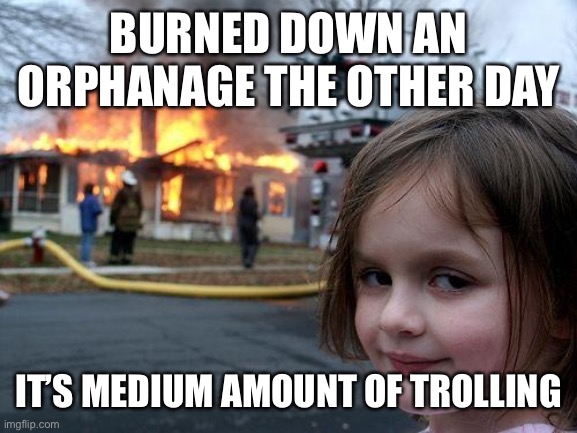 BURNED DOWN AN
ORPHANAGE THE OTHER DAY
IT'S MEDIUM AMOUNT OF TROLLING
imgflip.com